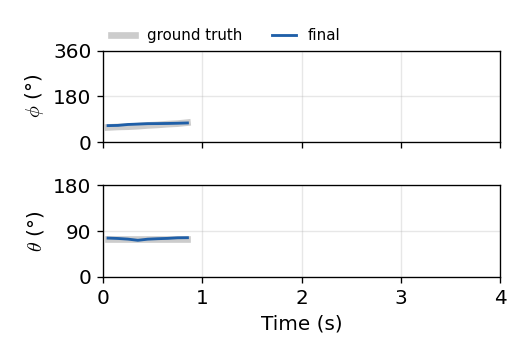 ground truth final
360
180
0
ϕ (°)
180
90
0
θ (°)
0 1 2 3 4
Time (s)